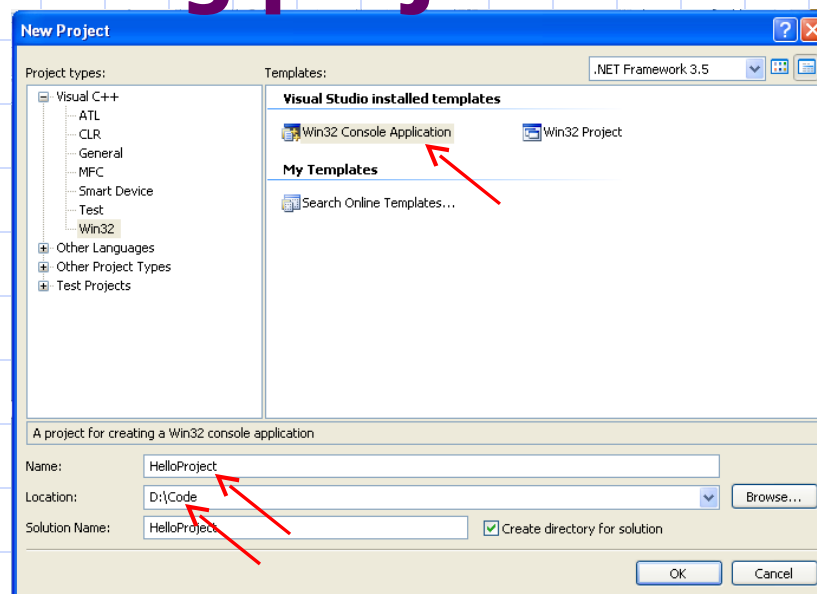 New Project
Project types:
Templates:
.NET Framework 3.5
Visual C++
ATL
CLR
General
MFC
Smart Device
Test
Win32
Other Languages
Other Project Types
Test Projects
Visual Studio installed templates
Win32 Console Application
Win32 Project
My Templates
Search Online Templates...
A project for creating a Win32 console application
Name:
HelloProject
Location:
D:\Code
Browse...
Solution Name:
HelloProject
Create directory for solution
OK
Cancel